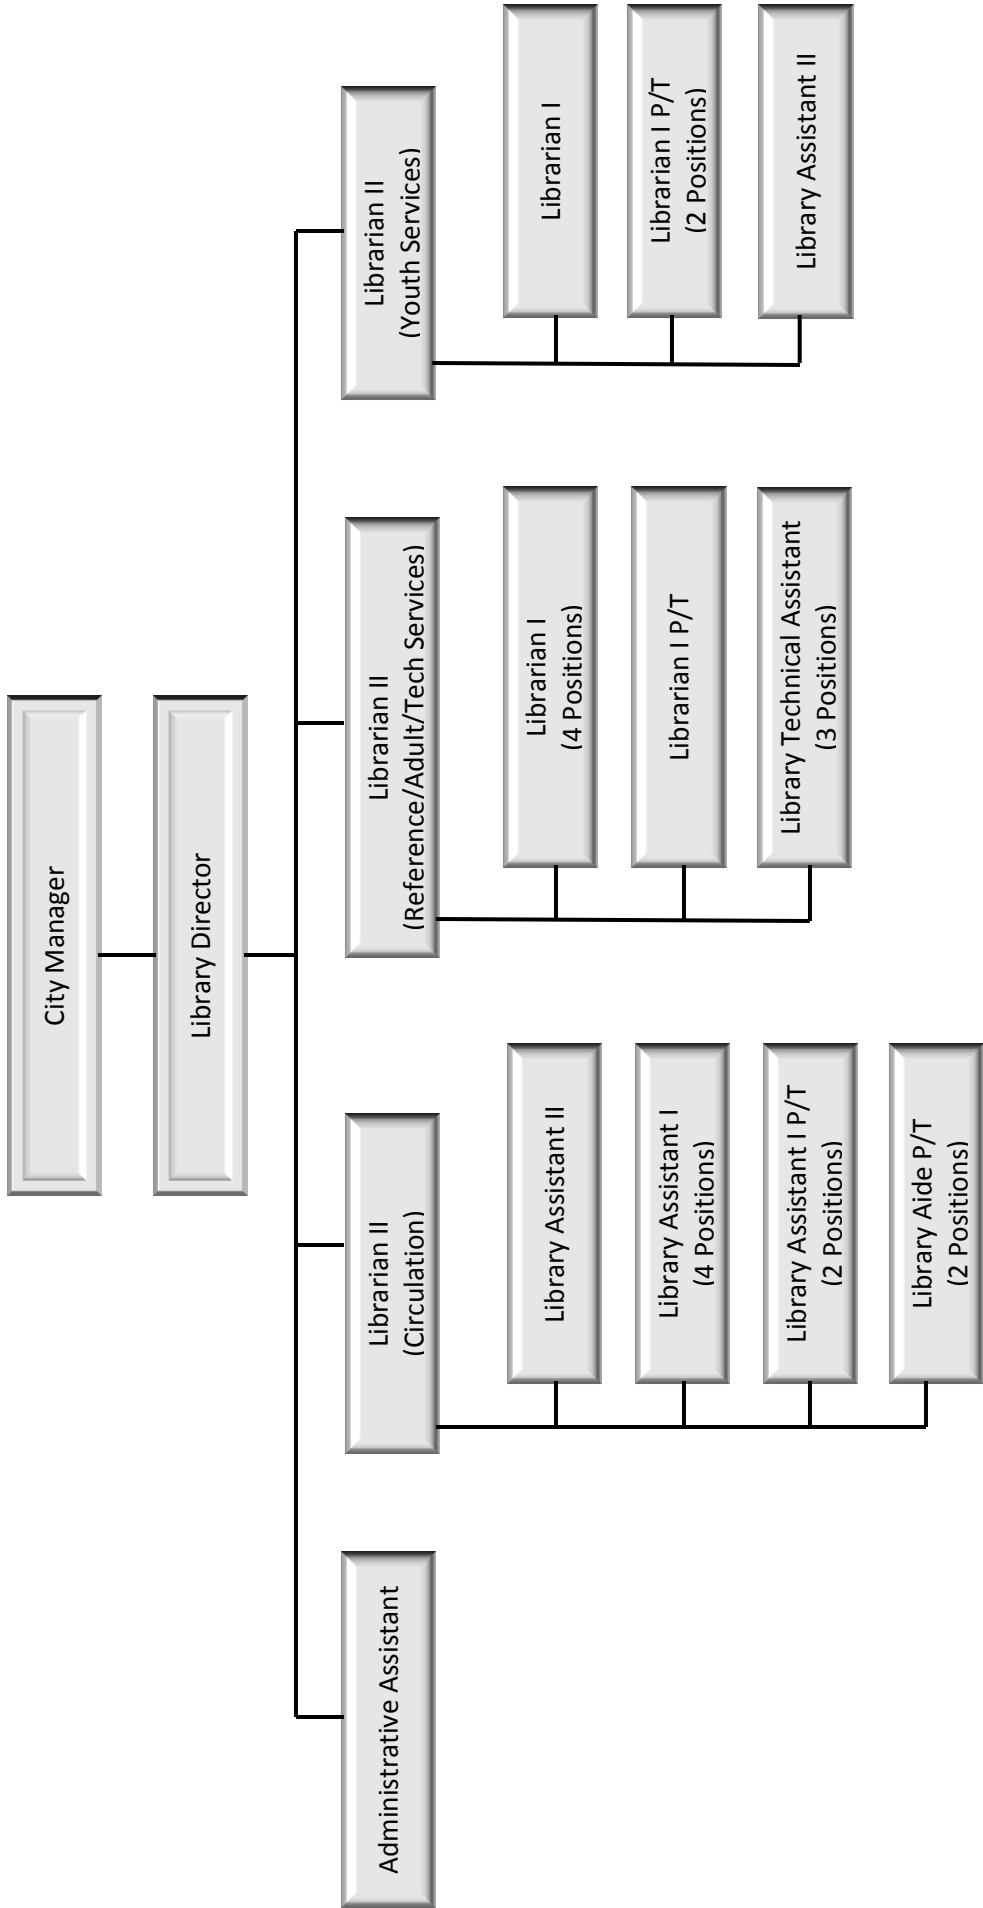 City Manager
Library Director
Administrative Assistant
Librarian II
(Circulation)
Library Assistant II
Library Assistant I
(4 Positions)
Library Assistant I P/T
(2 Positions)
Library Aide P/T
(2 Positions)
Librarian II
(Reference/Adult/Tech Services)
Librarian I
(4 Positions)
Librarian I P/T
Library Technical Assistant
(3 Positions)
Librarian II
(Youth Services)
Librarian I
Librarian I P/T
(2 Positions)
Library Assistant II